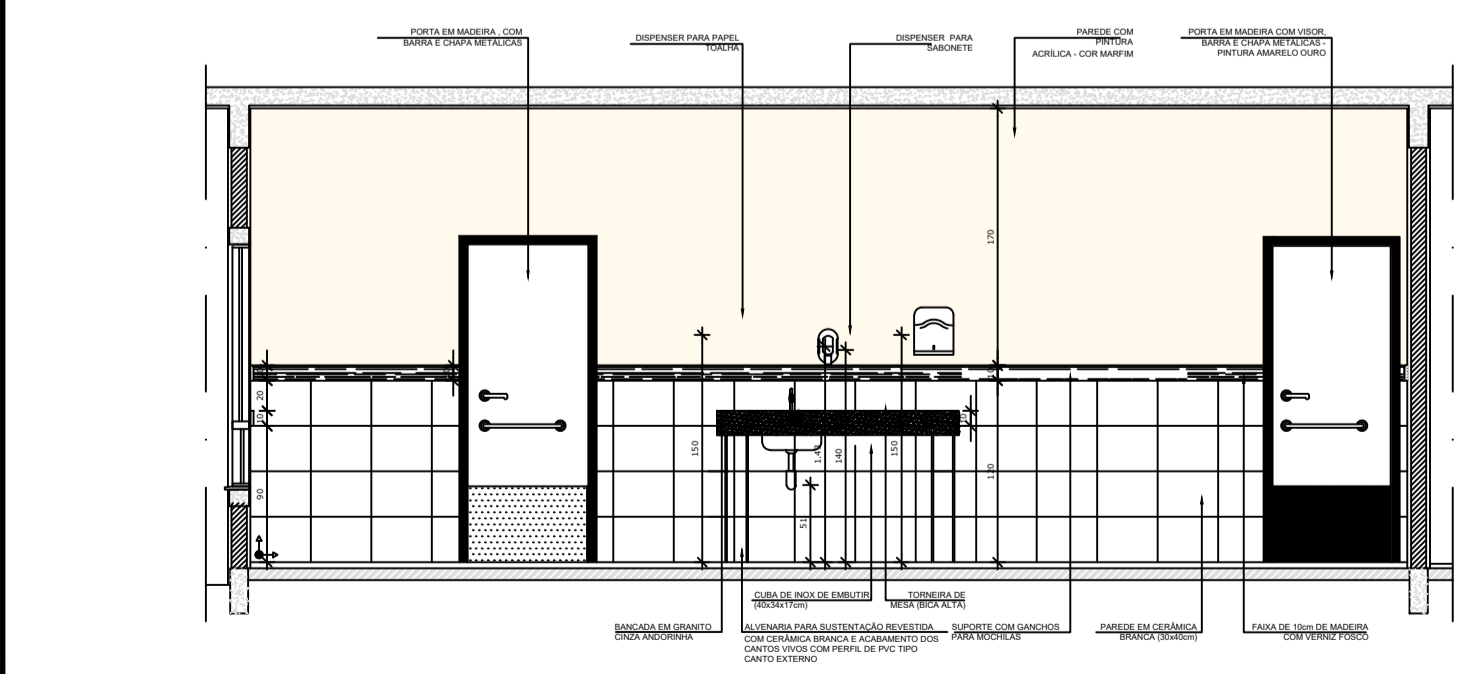 PORTA EM MADEIRA , COM
BARRA E CHAPA METÁLICAS
DISPENSER PARA PAPEL
TOALHA
DISPENSER PARA
SABONETE
PAREDE COM
PINTURA
ACRÍLICA - COR MARFIM
PORTA EM MADEIRA COM VISOR,
BARRA E CHAPA METÁLICAS -
PINTURA AMARELO OURO
170
20
10
90
150
140
150
51
10
120
CUBA DE INOX DE EMBUTIR
(40x34x17cm)
TORNEIRA DE
MESA (BICA ALTA)
BANCADA EM GRANITO
CINZA ANDORINHA
ALVENARIA PARA SUSTENTAÇÃO REVESTIDA
COM CERÂMICA BRANCA E ACABAMENTO DOS
CANTOS VIVOS COM PERFIL DE PVC TIPO
CANTO EXTERNO
SUPORTE COM GANCHOS
PARA MOCHILAS
PAREDE EM CERÂMICA
BRANCA (30x40cm)
FAIXA DE 10cm DE MADEIRA
COM VERNIZ FOSCO